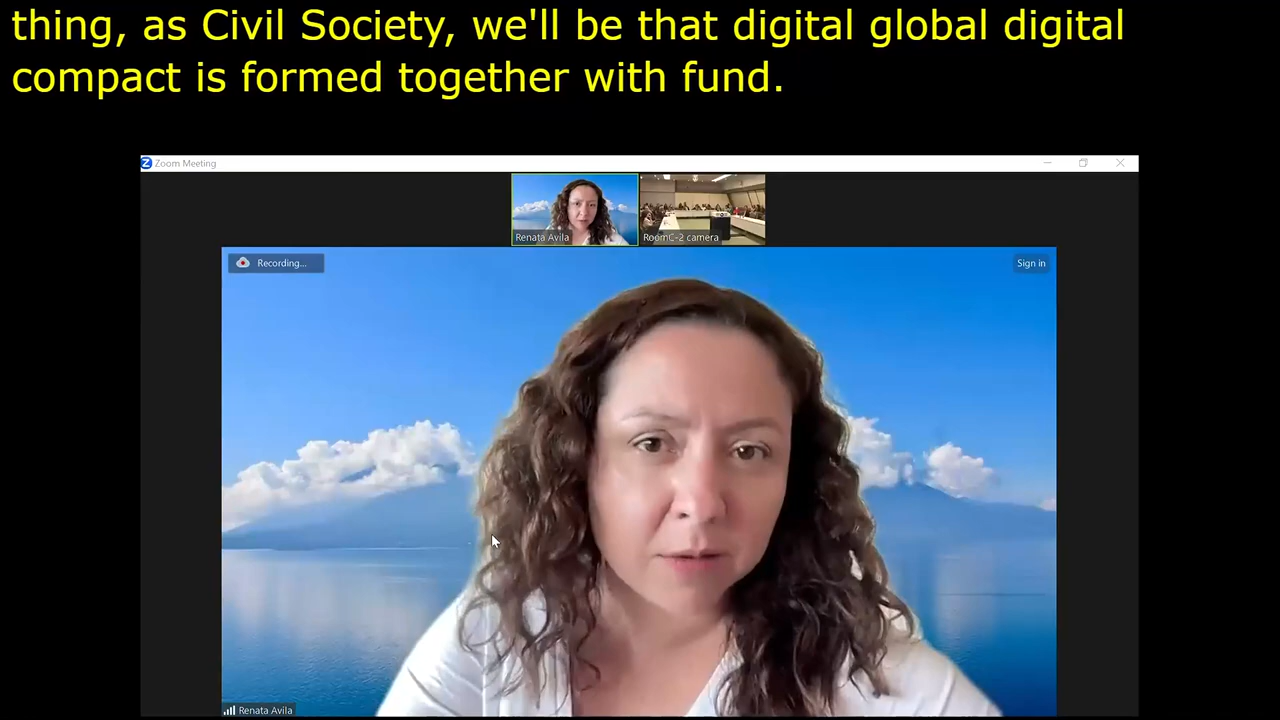 thing, as Civil Society, we'll be that digital global digital
compact is formed together with fund.
Zoom Meeting
Renata Avila
RoomC-2 camera
Recording...
Sign in
Renata Avila